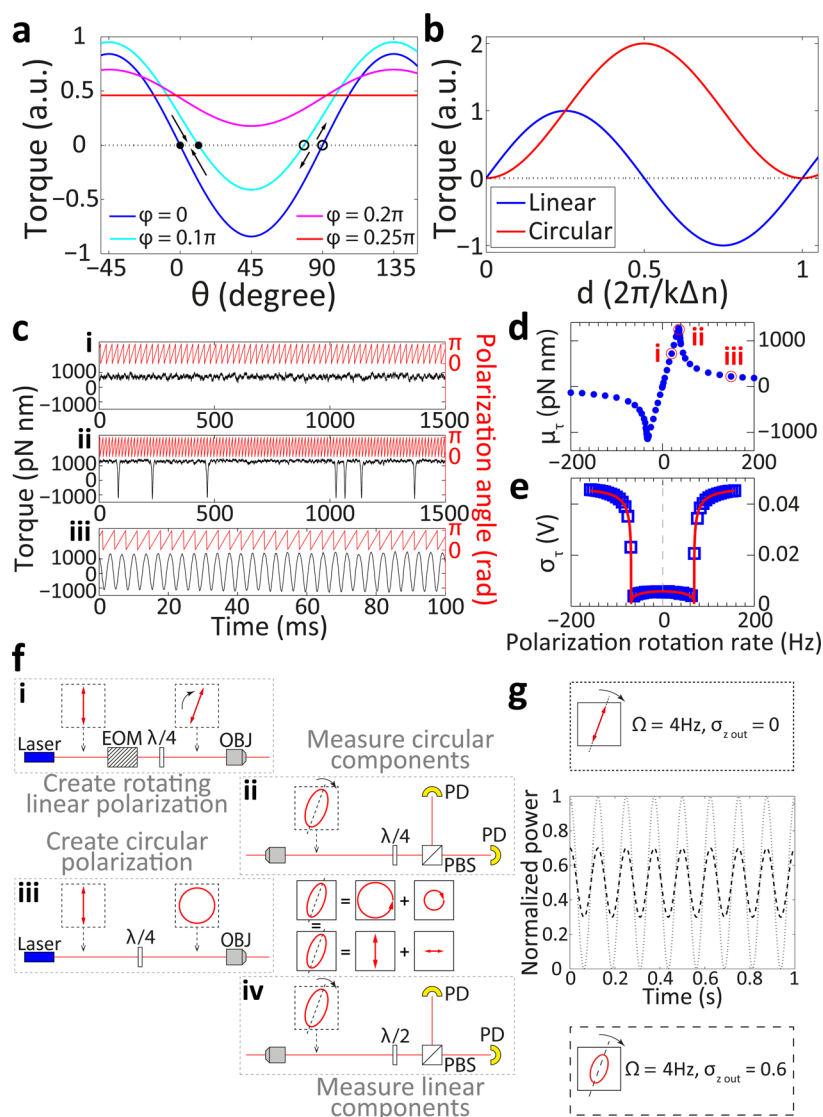 a
Torque (a.u.)
1
0.5
0
−0.5
−1
φ = 0
φ = 0.1π
φ = 0.2π
φ = 0.25π
−45 0 45 90 135
θ (degree)
b
Torque (a.u.)
2
1
0
−1
Linear
Circular
0 0.5 1
d (2π/kΔn)
c
Torque (pN nm)
Polarization angle (rad)
i
1000
0
−1000
π
0
0 500 1000 1500
ii
1000
0
−1000
π
0
0 500 1000 1500
iii
1000
0
−1000
π
0
0 20 40 60 80 100
Time (ms)
d
μτ (pN nm)
i
ii
iii
1000
0
−1000
−200 0 200
e
στ (V)
0.04
0.02
0
−200 0 200
Polarization rotation rate (Hz)
f
i
Laser
EOM
λ/4
OBJ
Create rotating
linear polarization
Measure circular
components
ii
λ/4
PD
PD
PBS
Create circular
polarization
iii
Laser
λ/4
OBJ
= +
=
= +
iv
λ/2
PD
PD
PBS
Measure linear
components
g
Ω = 4Hz, σz out = 0
Normalized power
1
0.8
0.6
0.4
0.2
0
0 0.2 0.4 0.6 0.8 1
Time (s)
Ω = 4Hz, σz out = 0.6